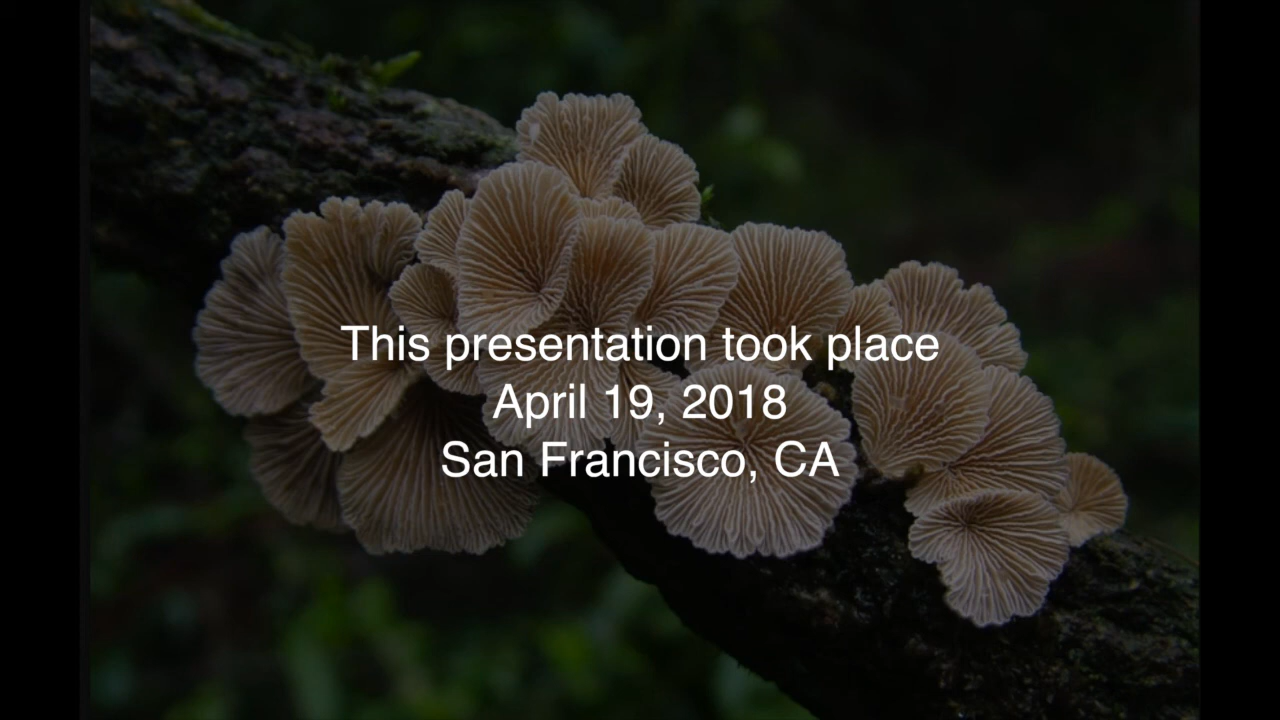 This presentation took place
April 19, 2018
San Francisco, CA